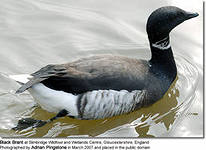 Black Brant at Slimbridge Wildfowl and Wetlands Centre, Gloucestershire, England
Photographed by Adrian Pingstone in March 2007 and placed in the public domain